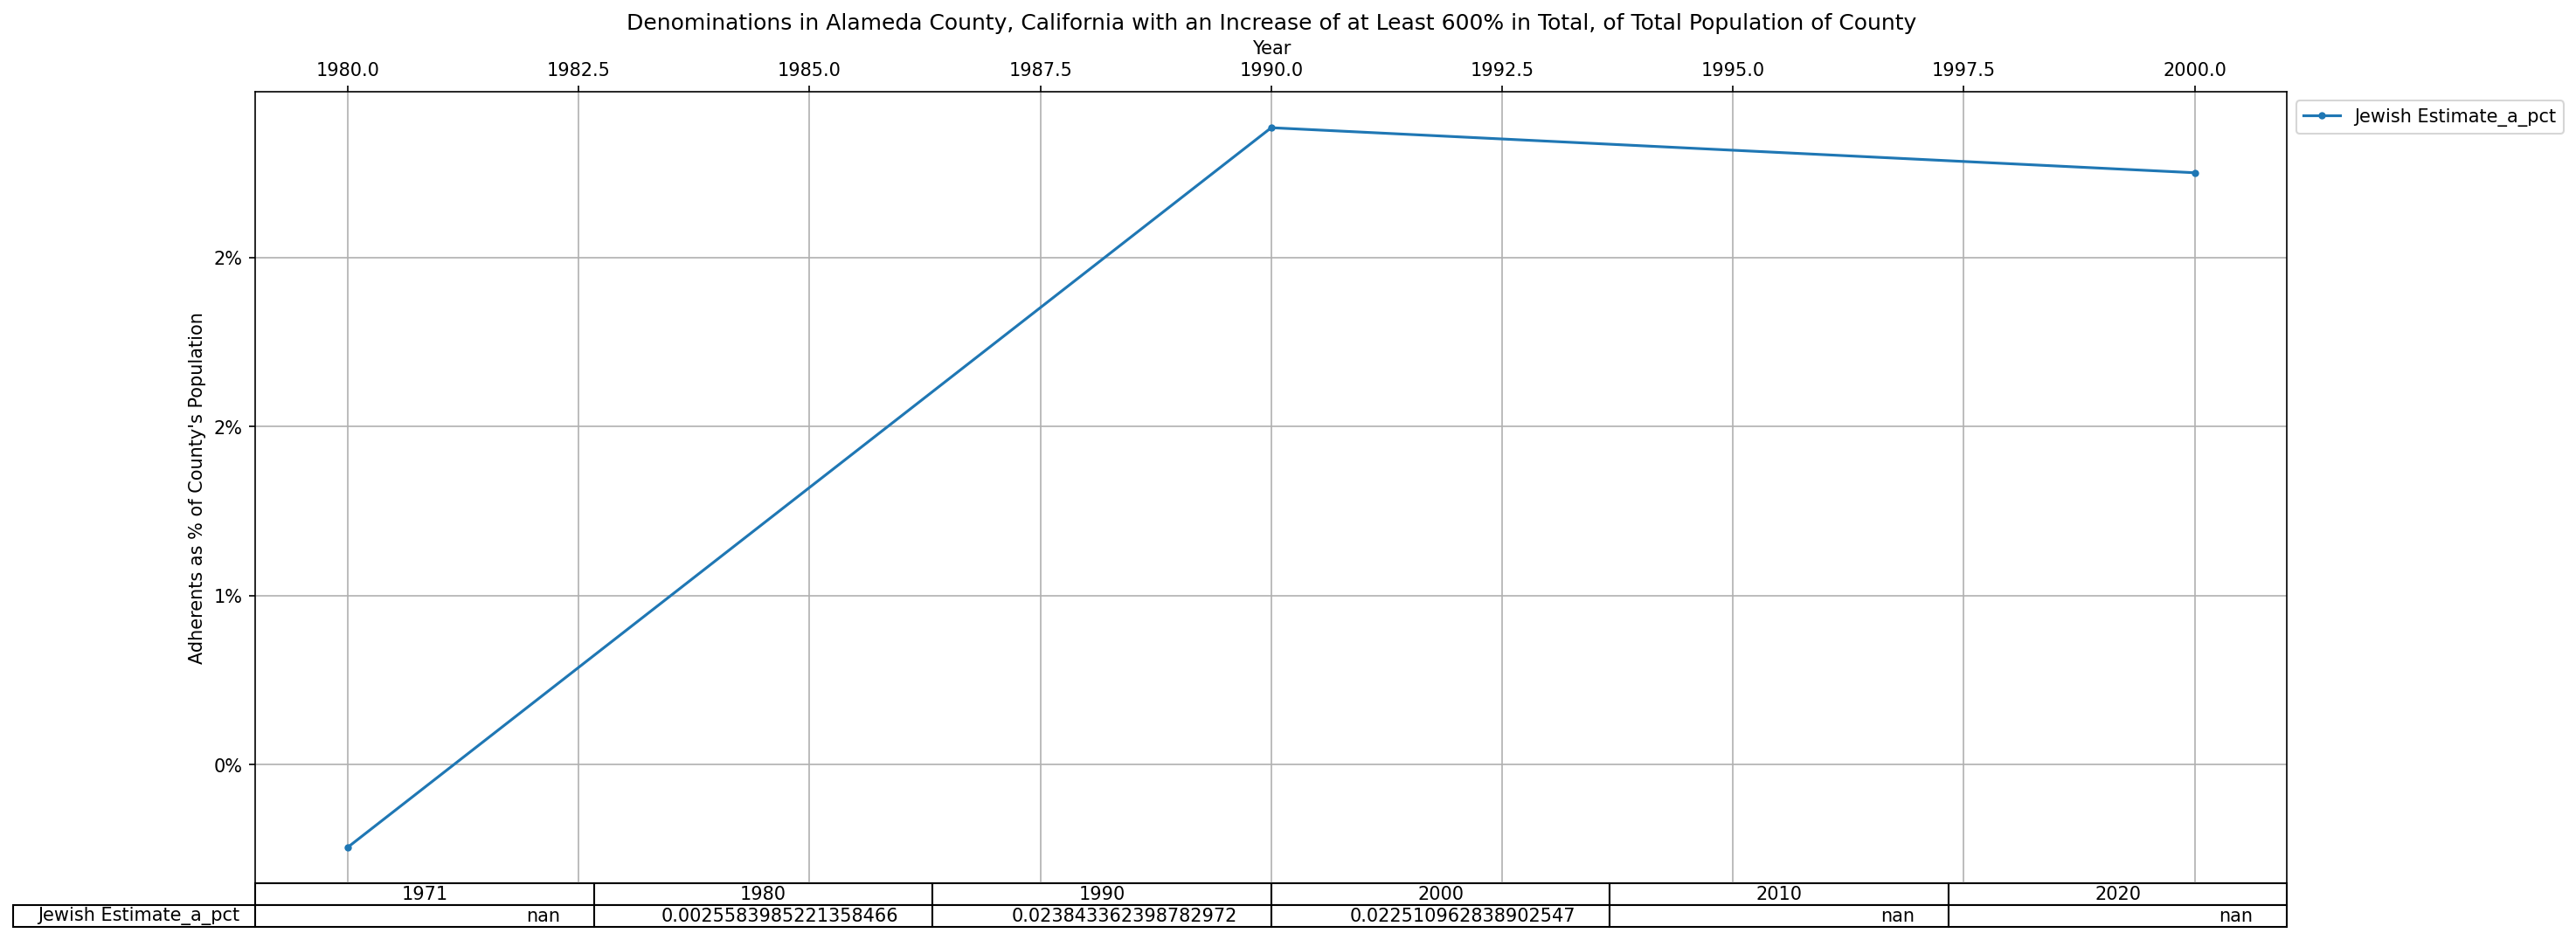 Denominations in Alameda County, California with an Increase of at Least 600% in Total, of Total Population of County
Year
1980.0 1982.5 1985.0 1987.5 1990.0 1992.5 1995.0 1997.5 2000.0
Jewish Estimate_a_pct
Adherents as % of County's Population
2%
2%
1%
0%
1971 1980 1990 2000 2010 2020
Jewish Estimate_a_pct nan 0.0025583985221358466 0.023843362398782972 0.022510962838902547 nan nan